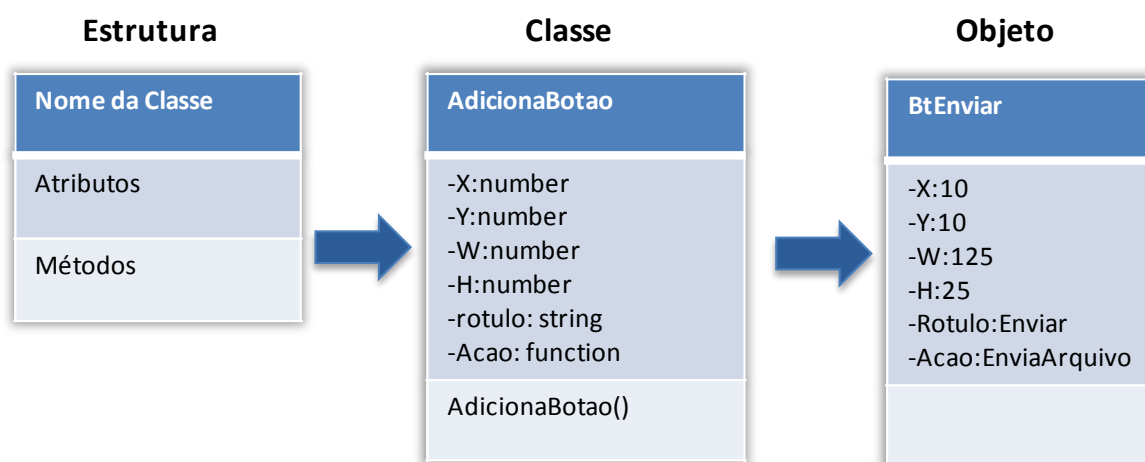 Estrutura
Nome da Classe
Atributos
Métodos
Classe
AdicionaBotao
-X:number
-Y:number
-W:number
-H:number
-rotulo: string
-Acao: function
AdicionaBotao()
Objeto
BtEnviar
-X:10
-Y:10
-W:125
-H:25
-Rotulo:Enviar
-Acao:EnviaArquivo